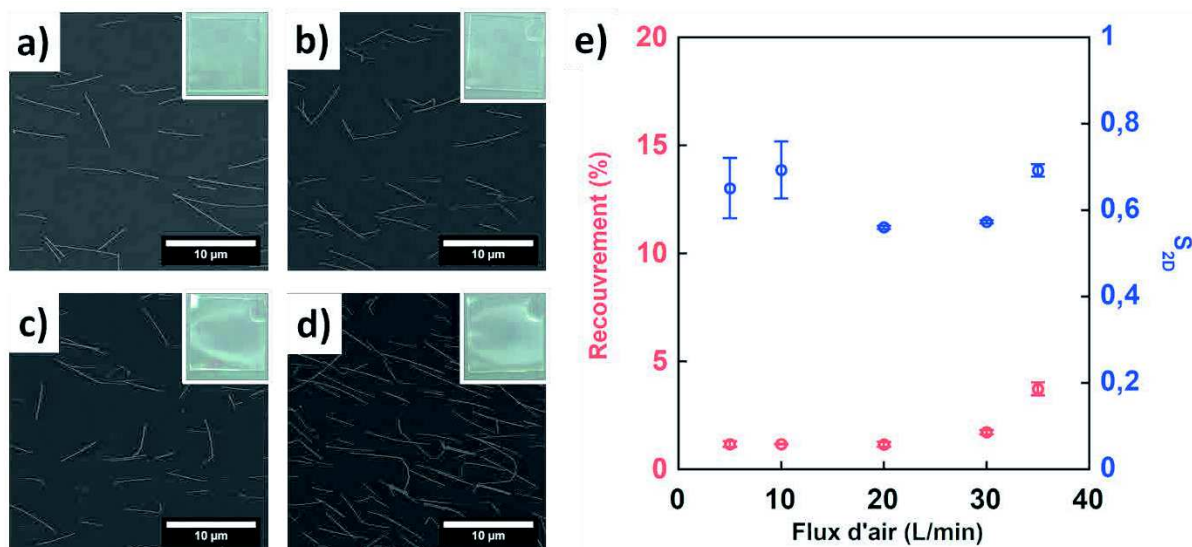 a)
10 µm
b)
10 µm
c)
10 µm
d)
10 µm
e)
Recouvrement (%)
20
15
10
5
0
0
10
20
30
40
Flux d'air (L/min)
1
0,8
0,6
0,4
0,2
0
S2D